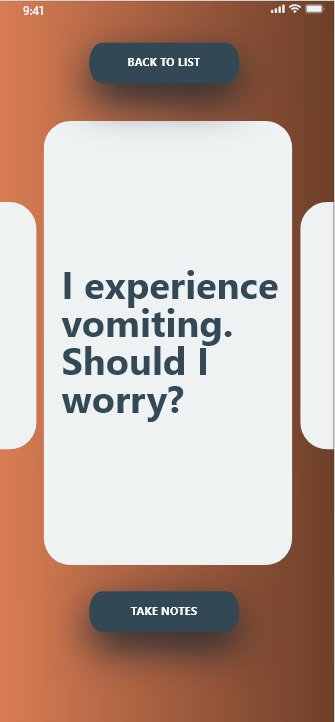 9:41
BACK TO LIST
I experience
vomiting.
Should I
worry?
TAKE NOTES